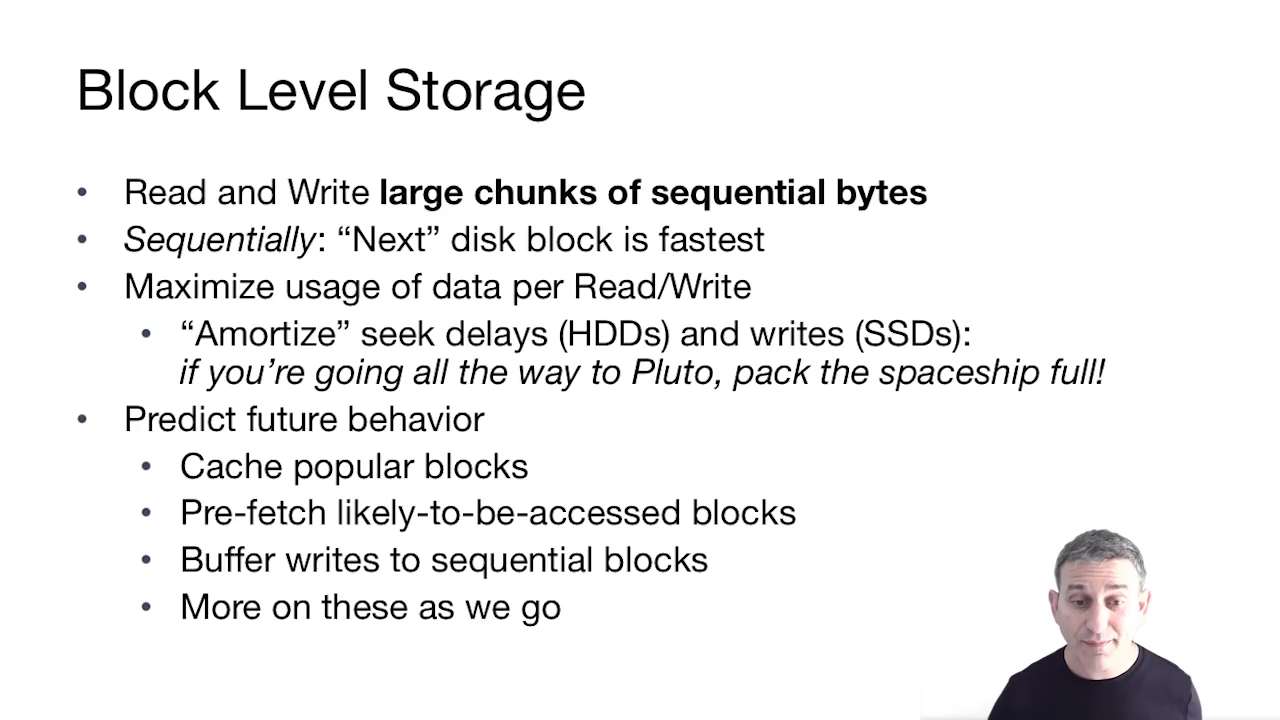 Block Level Storage
• Read and Write large chunks of sequential bytes
• Sequentially: “Next” disk block is fastest
• Maximize usage of data per Read/Write
• “Amortize” seek delays (HDDs) and writes (SSDs):
if you’re going all the way to Pluto, pack the spaceship full!
• Predict future behavior
• Cache popular blocks
• Pre-fetch likely-to-be-accessed blocks
• Buffer writes to sequential blocks
• More on these as we go